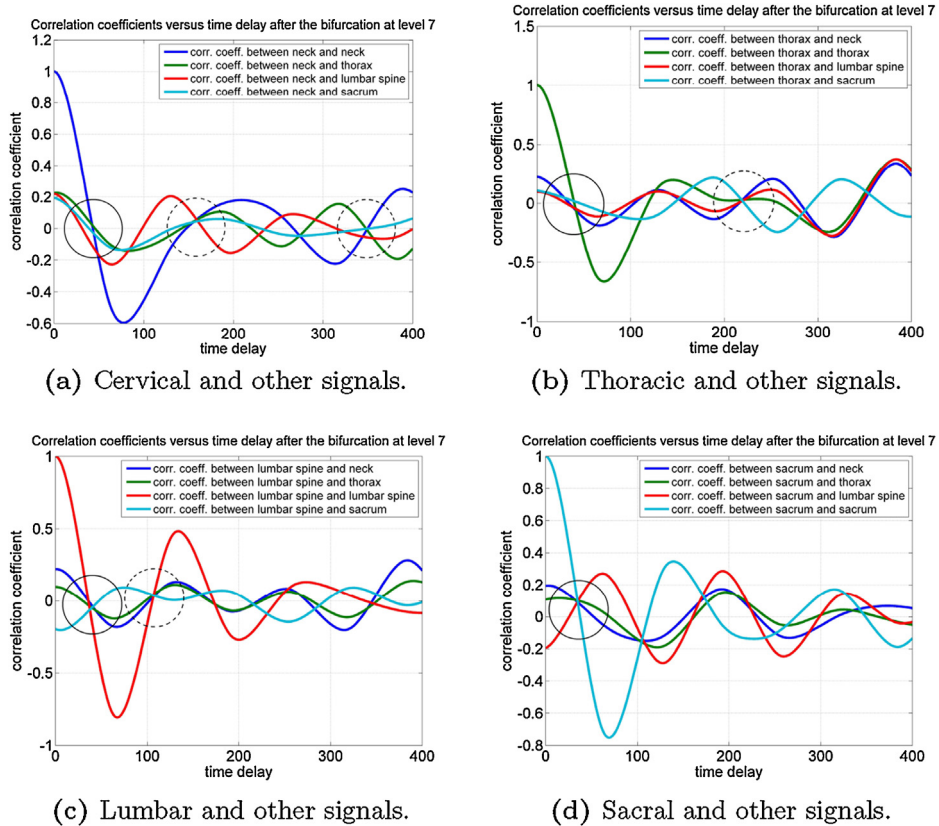 Correlation coefficients versus time delay after the bifurcation at level 7
1.2
1
0.8
0.6
0.4
0.2
0
-0.2
-0.4
-0.6
correlation coefficient
corr. coeff. between neck and neck
corr. coeff. between neck and thorax
corr. coeff. between neck and lumbar spine
corr. coeff. between neck and sacrum
0 100 200 300 400
time delay
(a) Cervical and other signals.
Correlation coefficients versus time delay after the bifurcation at level 7
1.5
1
0.5
0
-0.5
-1
correlation coefficient
corr. coeff. between thorax and neck
corr. coeff. between thorax and thorax
corr. coeff. between thorax and lumbar spine
corr. coeff. between thorax and sacrum
0 100 200 300 400
time delay
(b) Thoracic and other signals.
Correlation coefficients versus time delay after the bifurcation at level 7
1
0.5
0
-0.5
-1
correlation coefficient
corr. coeff. between lumbar spine and neck
corr. coeff. between lumbar spine and thorax
corr. coeff. between lumbar spine and lumbar spine
corr. coeff. between lumbar spine and sacrum
0 100 200 300 400
time delay
(c) Lumbar and other signals.
Correlation coefficients versus time delay after the bifurcation at level 7
1
0.8
0.6
0.4
0.2
0
-0.2
-0.4
-0.6
-0.8
correlation coefficient
corr. coeff. between sacrum and neck
corr. coeff. between sacrum and thorax
corr. coeff. between sacrum and lumbar spine
corr. coeff. between sacrum and sacrum
0 100 200 300 400
time delay
(d) Sacral and other signals.